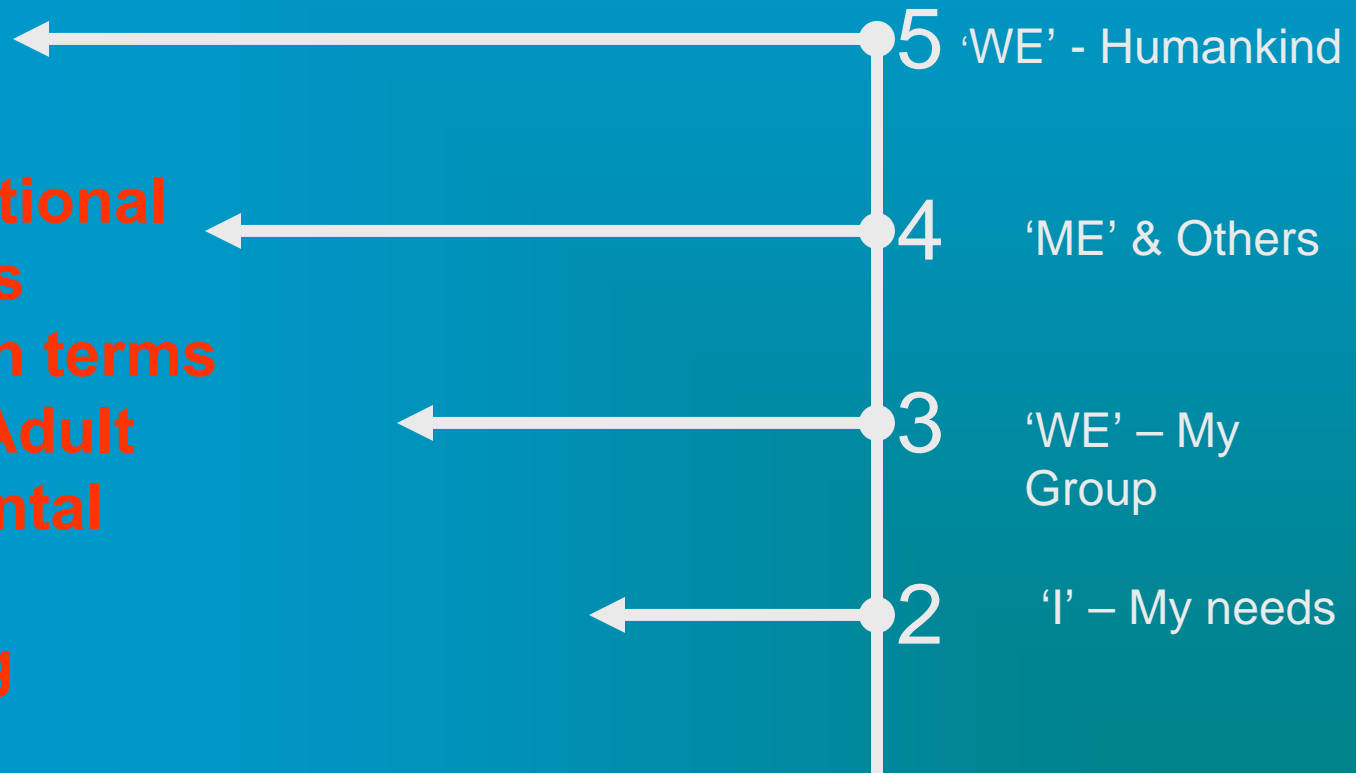 5 ‘WE’ - Humankind
tional
4 ‘ME’ & Others
s
n terms
Adult
3 ‘WE’ – My
Group
ntal
2 ‘I’ – My needs
g